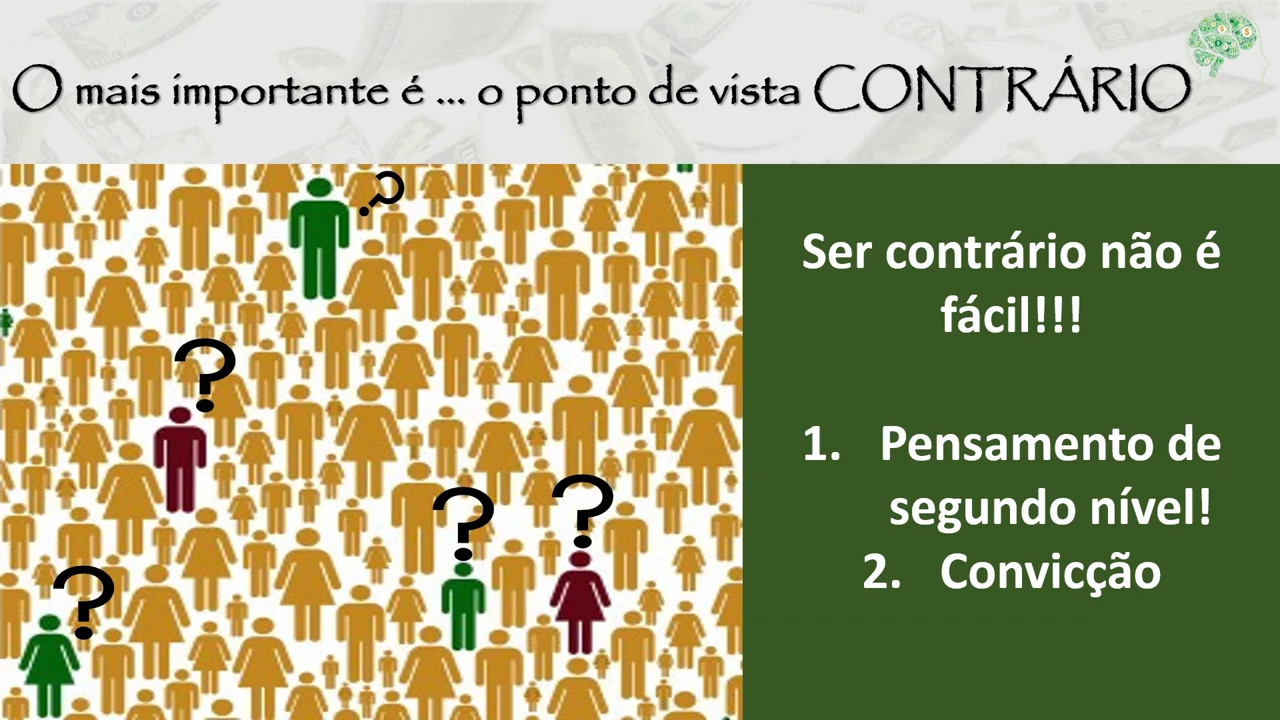 O mais importante é ... o ponto de vista CONTRÁRIO
?
?
?
?
?
Ser contrário não é
fácil!!!
1. Pensamento de
segundo nível!
2. Convicção